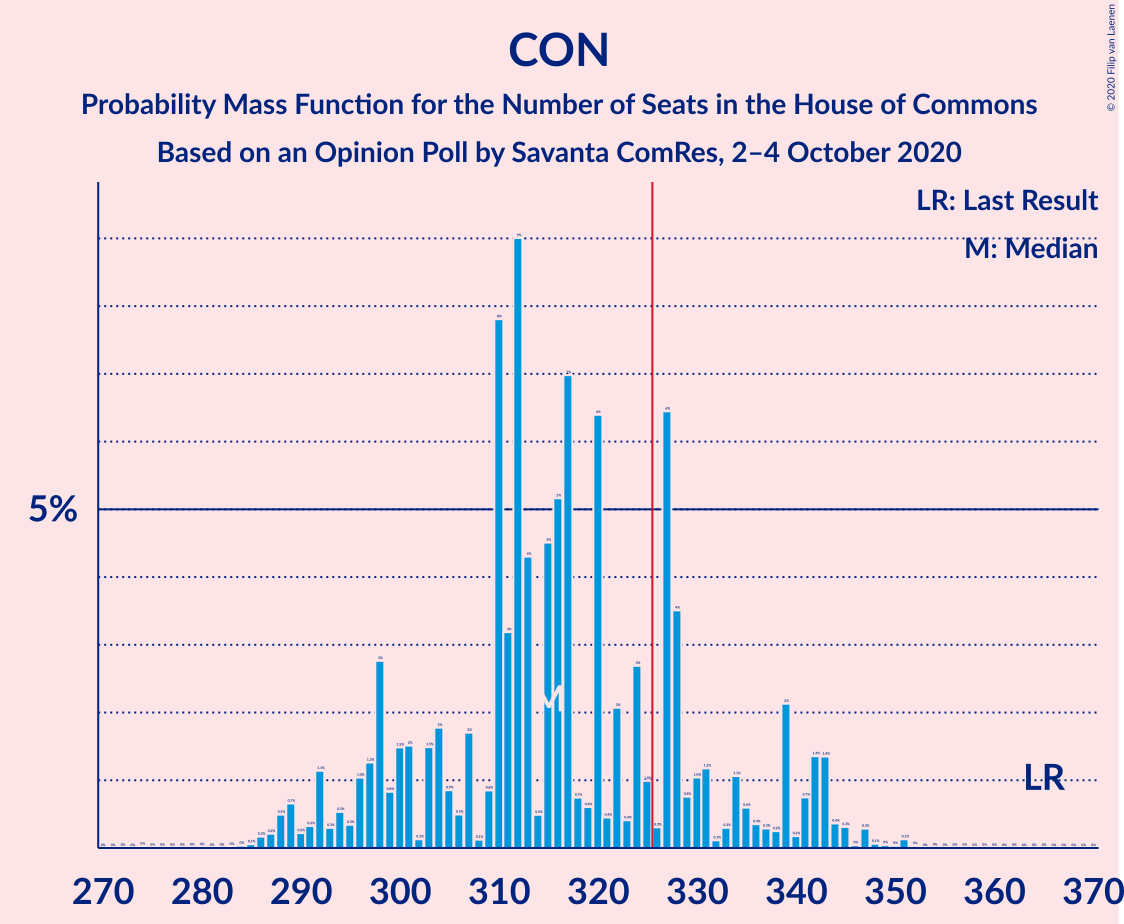 CON
Probability Mass Function for the Number of Seats in the House of Commons
Based on an Opinion Poll by Savanta ComRes, 2–4 October 2020
© 2020 Filip van Laenen
LR: Last Result
M: Median
5%
M
LR
270 280 290 300 310 320 330 340 350 360 370